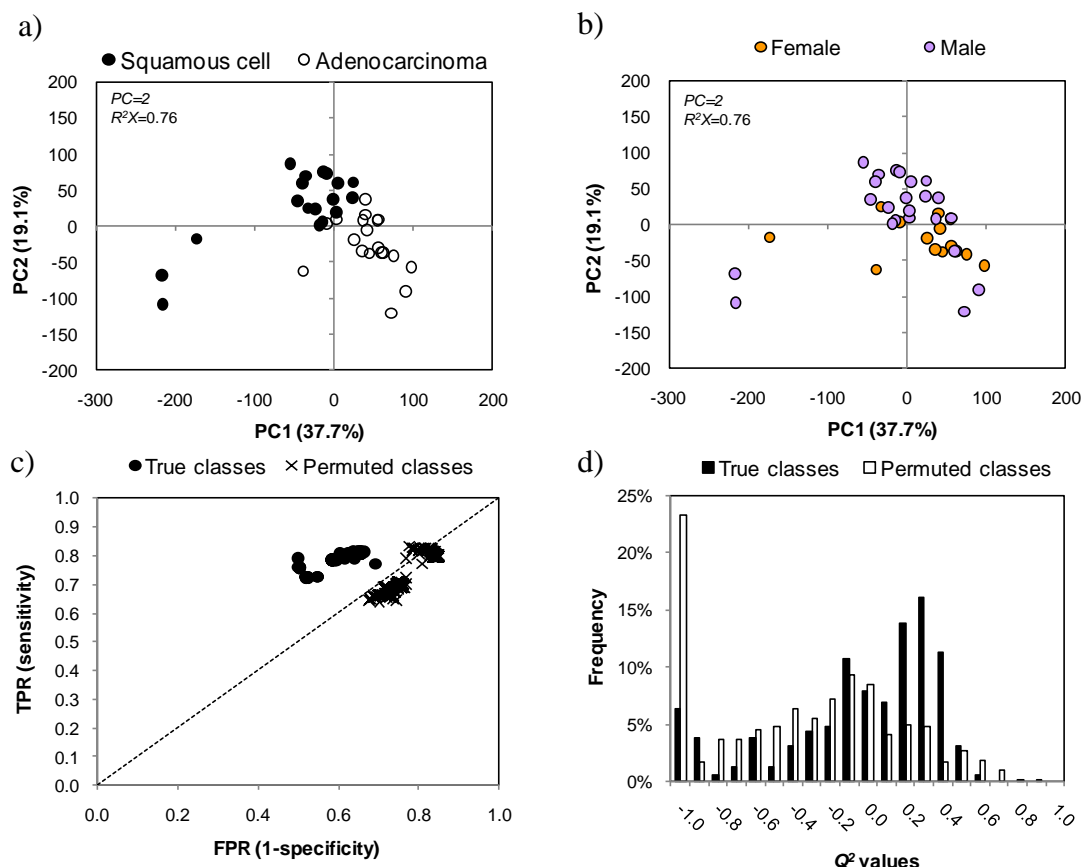 a)
● Squamous cell ○ Adenocarcinoma
PC=2
R²X=0.76
200
150
100
50
0
-50
-100
-150
-200
PC2 (19.1%)
-300 -200 -100 0 100 200
PC1 (37.7%)
b)
Female Male
PC=2
R²X=0.76
200
150
100
50
0
-50
-100
-150
-200
PC2 (19.1%)
-300 -200 -100 0 100 200
PC1 (37.7%)
c)
● True classes × Permuted classes
1.0
0.9
0.8
0.7
0.6
0.5
0.4
0.3
0.2
0.1
0.0
TPR (sensitivity)
0.0 0.2 0.4 0.6 0.8 1.0
FPR (1-specificity)
d)
■ True classes □ Permuted classes
25%
20%
15%
10%
5%
0%
Frequency
-1.0 -0.8 -0.6 -0.4 -0.2 0.0 0.2 0.4 0.6 0.8 1.0
Q² values